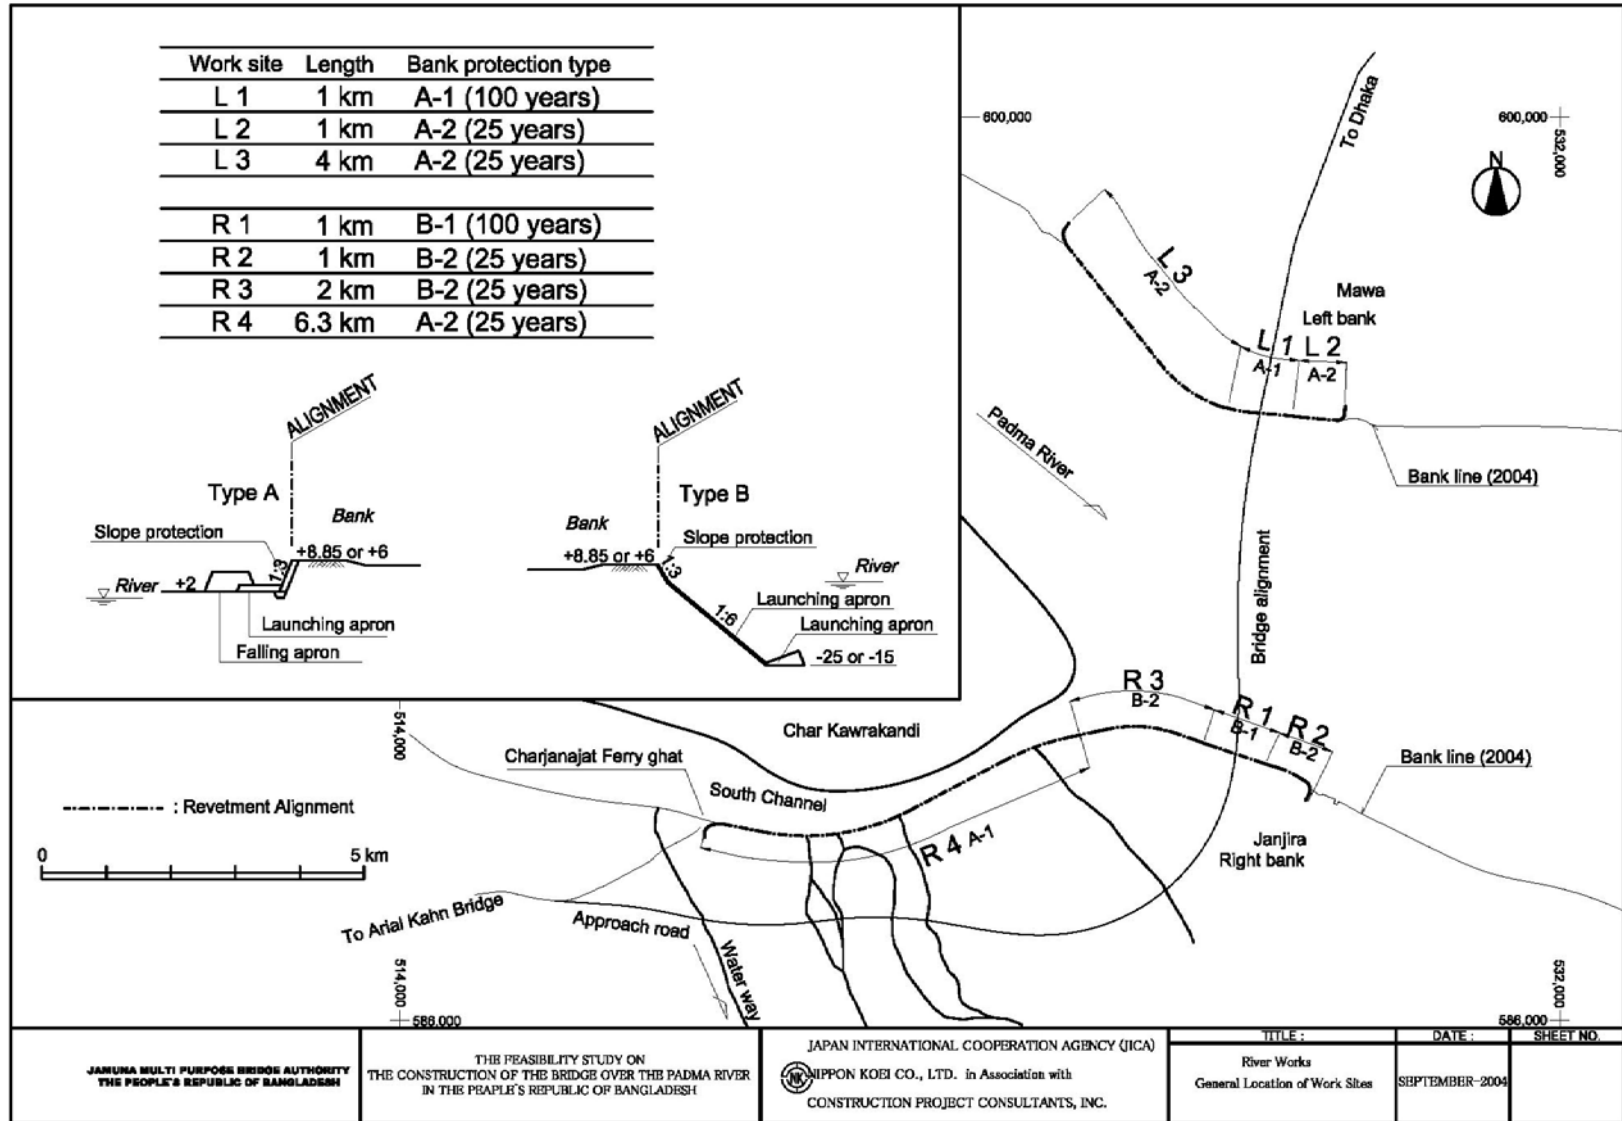 Work site Length Bank protection type
L 1 1 km A-1 (100 years)
L 2 1 km A-2 (25 years)
L 3 4 km A-2 (25 years)
R 1 1 km B-1 (100 years)
R 2 1 km B-2 (25 years)
R 3 2 km B-2 (25 years)
R 4 6.3 km A-2 (25 years)
ALIGNMENT
Type A
Bank
Slope protection
+8.85 or +6
1:3
River +2
Launching apron
Falling apron
ALIGNMENT
Type B
Bank
Slope protection
+8.85 or +6
1:3
River
1:6
Launching apron
Launching apron
-25 or -15
600,000
600,000
532,000
To Dhaka
N
L 3
A-2
Mawa
Left bank
L 1
A-1
L 2
A-2
Padma River
Bank line (2004)
Bridge alignment
R 3
B-2
R 1
B-1
R 2
B-2
Bank line (2004)
514,000
Char Kawrakandi
Charjanajat Ferry ghat
South Channel
: Revetment Alignment
0 5 km
R 4 A-1
Janjira
Right bank
To Arial Kahn Bridge
Approach road
Water way
514,000
586,000
532,000
586,000
JAMUNA MULTI PURPOSE BRIDGE AUTHORITY
THE PEOPLE'S REPUBLIC OF BANGLADESH
THE FEASIBILITY STUDY ON
THE CONSTRUCTION OF THE BRIDGE OVER THE PADMA RIVER
IN THE PEAPLE'S REPUBLIC OF BANGLADESH
JAPAN INTERNATIONAL COOPERATION AGENCY (JICA)
NK NIPPON KOEI CO., LTD. in Association with
CONSTRUCTION PROJECT CONSULTANTS, INC.
TITLE :
River Works
General Location of Work Sites
DATE :
SEPTEMBER-2004
SHEET NO.